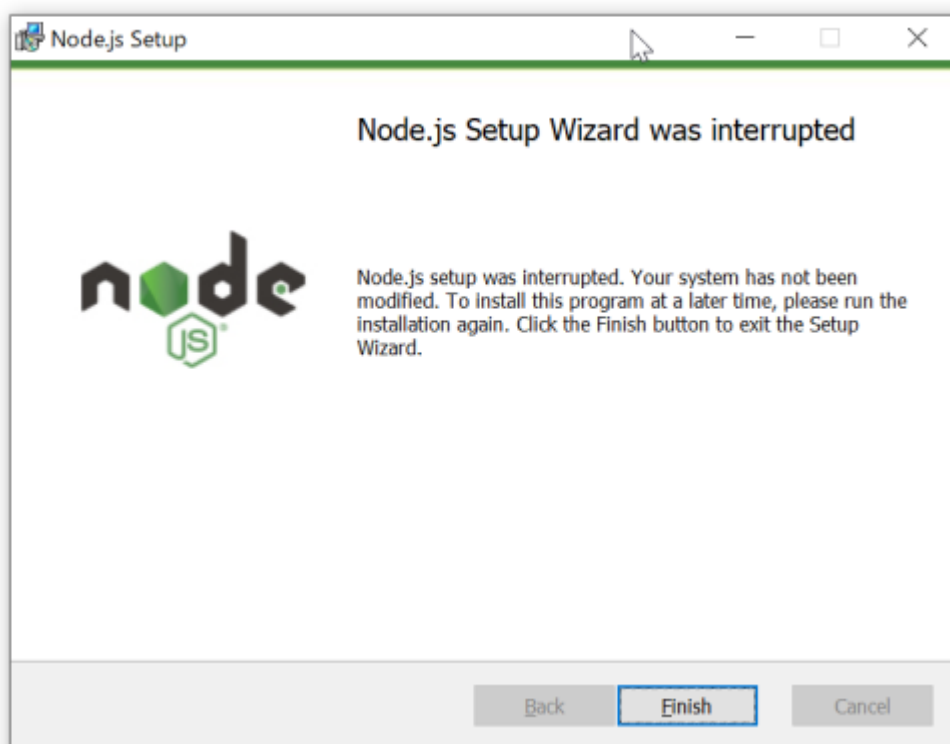 Node.js Setup
Node.js Setup Wizard was interrupted
node
JS®
Node.js setup was interrupted. Your system has not been
modified. To install this program at a later time, please run the
installation again. Click the Finish button to exit the Setup
Wizard.
Back
Finish
Cancel